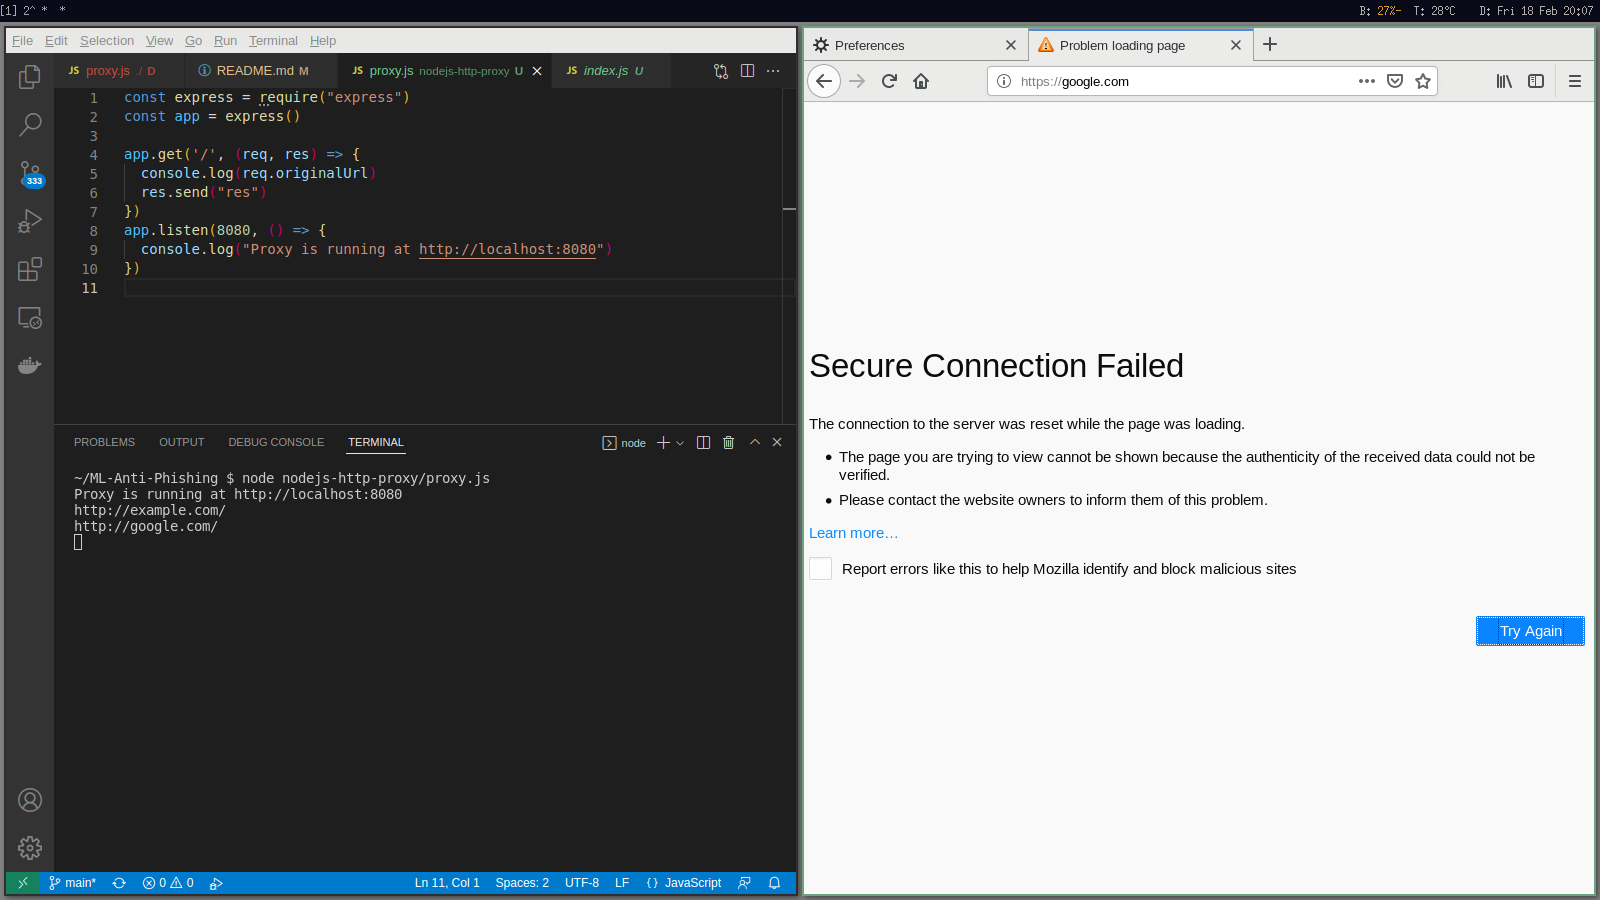 [1] 2^ * *
B: 27%- T: 28°C D: Fri 18 Feb 20:07
File Edit Selection View Go Run Terminal Help
JS proxy.js ./ D README.md M JS proxy.js nodejs-http-proxy U JS index.js U
1 const express = require("express")
2 const app = express()
3
4 app.get('/', (req, res) => {
5 console.log(req.originalUrl)
6 res.send("res")
7 })
8 app.listen(8080, () => {
9 console.log("Proxy is running at http://localhost:8080")
10 })
11
333
PROBLEMS OUTPUT DEBUG CONSOLE TERMINAL node
~/ML-Anti-Phishing $ node nodejs-http-proxy/proxy.js
Proxy is running at http://localhost:8080
http://example.com/
http://google.com/
main* 0 0 Ln 11, Col 1 Spaces: 2 UTF-8 LF {} JavaScript
Preferences Problem loading page
https://google.com
Secure Connection Failed
The connection to the server was reset while the page was loading.
• The page you are trying to view cannot be shown because the authenticity of the received data could not be
verified.
• Please contact the website owners to inform them of this problem.
Learn more…
Report errors like this to help Mozilla identify and block malicious sites
Try Again